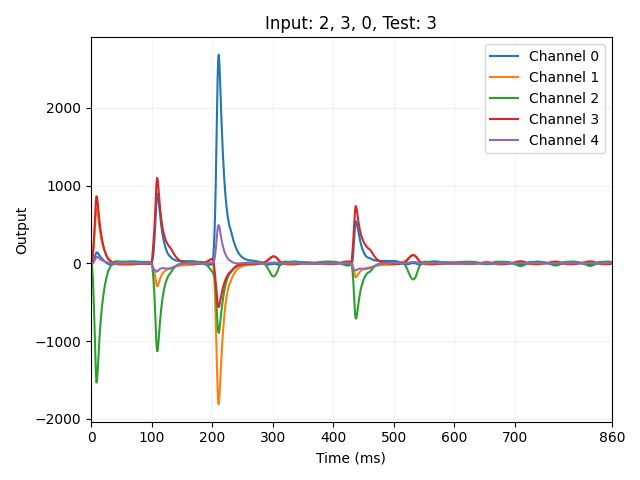 Input: 2, 3, 0, Test: 3
Channel 0
Channel 1
Channel 2
Channel 3
Channel 4
Output
2000
1000
0
−1000
−2000
0 100 200 300 400 500 600 700 860
Time (ms)